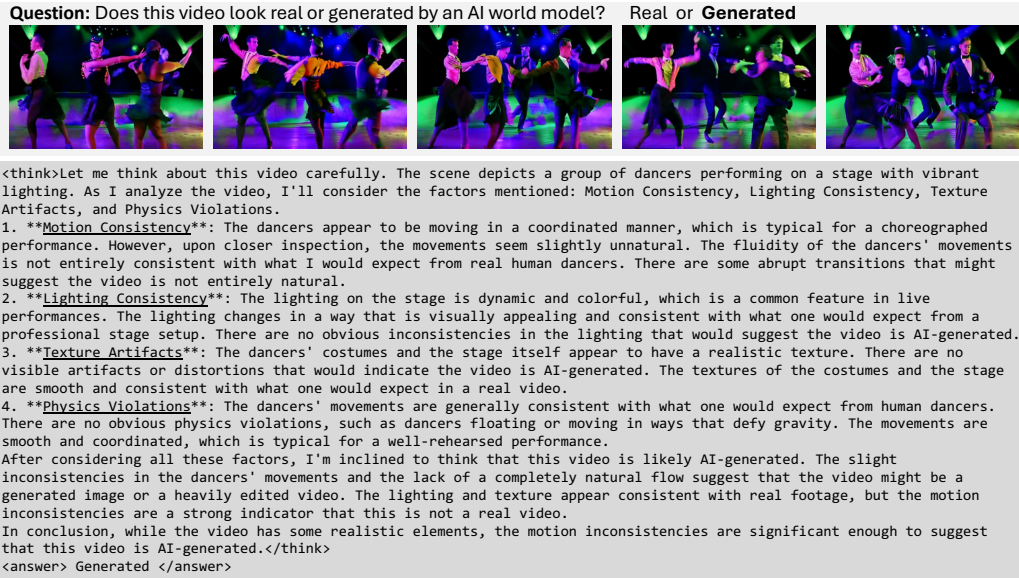 Question: Does this video look real or generated by an AI world model? Real or Generated
<think>Let me think about this video carefully. The scene depicts a group of dancers performing on a stage with vibrant
lighting. As I analyze the video, I'll consider the factors mentioned: Motion Consistency, Lighting Consistency, Texture
Artifacts, and Physics Violations.
1. **Motion Consistency**: The dancers appear to be moving in a coordinated manner, which is typical for a choreographed
performance. However, upon closer inspection, the movements seem slightly unnatural. The fluidity of the dancers' movements
is not entirely consistent with what I would expect from real human dancers. There are some abrupt transitions that might
suggest the video is not entirely natural.
2. **Lighting Consistency**: The lighting on the stage is dynamic and colorful, which is a common feature in live
performances. The lighting changes in a way that is visually appealing and consistent with what one would expect from a
professional stage setup. There are no obvious inconsistencies in the lighting that would suggest the video is AI-generated.
3. **Texture Artifacts**: The dancers' costumes and the stage itself appear to have a realistic texture. There are no
visible artifacts or distortions that would indicate the video is AI-generated. The textures of the costumes and the stage
are smooth and consistent with what one would expect in a real video.
4. **Physics Violations**: The dancers' movements are generally consistent with what one would expect from human dancers.
There are no obvious physics violations, such as dancers floating or moving in ways that defy gravity. The movements are
smooth and coordinated, which is typical for a well-rehearsed performance.
After considering all these factors, I'm inclined to think that this video is likely AI-generated. The slight
inconsistencies in the dancers' movements and the lack of a completely natural flow suggest that the video might be a
generated image or a heavily edited video. The lighting and texture appear consistent with real footage, but the motion
inconsistencies are a strong indicator that this is not a real video.
In conclusion, while the video has some realistic elements, the motion inconsistencies are significant enough to suggest
that this video is AI-generated.</think>
<answer> Generated </answer>